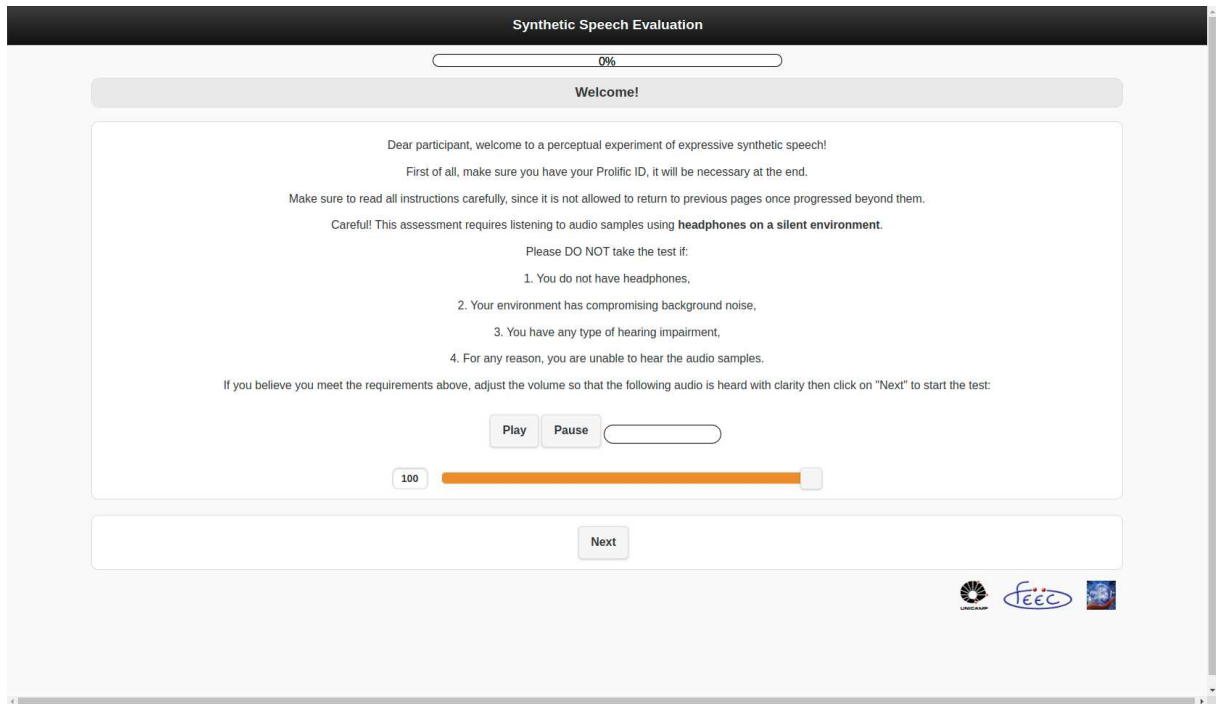 Synthetic Speech Evaluation
0%
Welcome!
Dear participant, welcome to a perceptual experiment of expressive synthetic speech!
First of all, make sure you have your Prolific ID, it will be necessary at the end.
Make sure to read all instructions carefully, since it is not allowed to return to previous pages once progressed beyond them.
Careful! This assessment requires listening to audio samples using headphones on a silent environment.
Please DO NOT take the test if:
1. You do not have headphones,
2. Your environment has compromising background noise,
3. You have any type of hearing impairment,
4. For any reason, you are unable to hear the audio samples.
If you believe you meet the requirements above, adjust the volume so that the following audio is heard with clarity then click on "Next" to start the test:
Play Pause
100
Next
UNICAMP fEEC